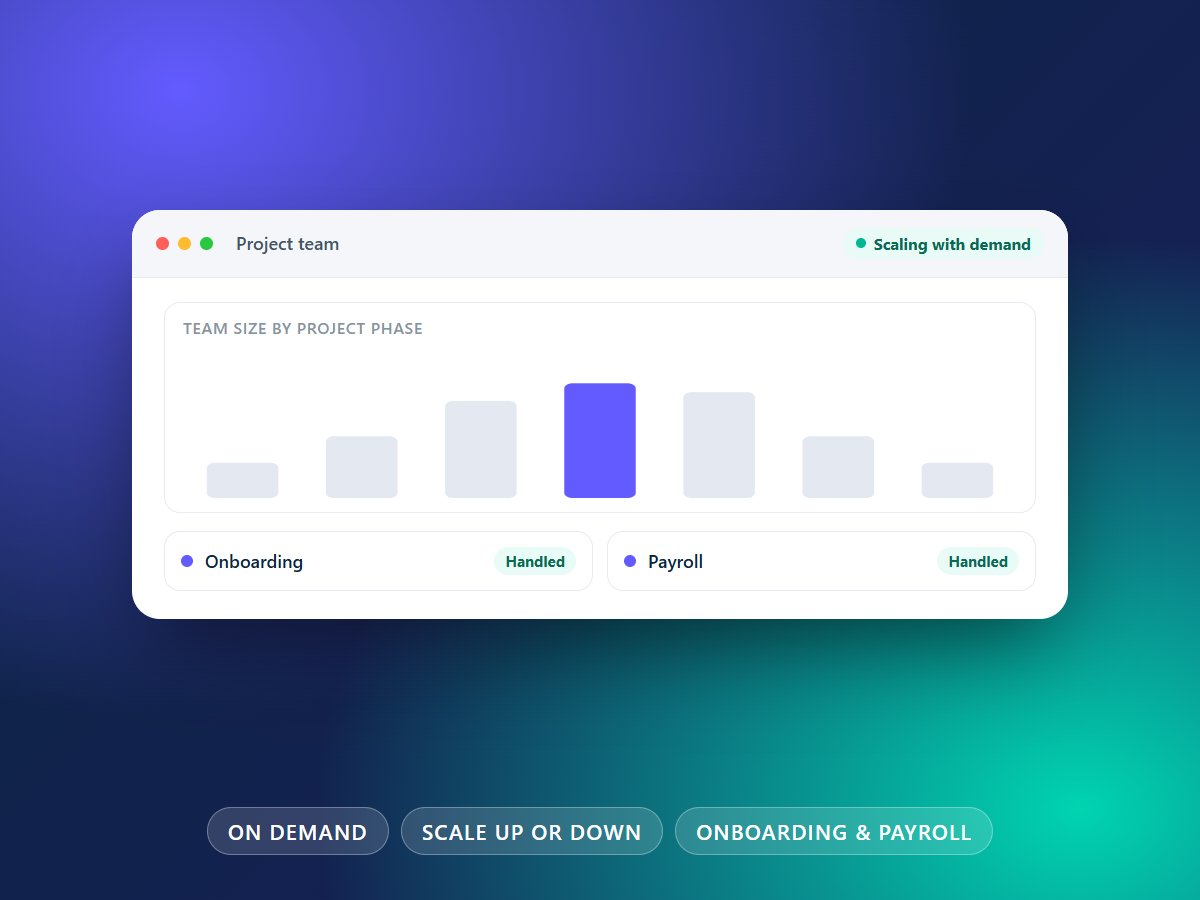 Project team
Scaling with demand
TEAM SIZE BY PROJECT PHASE
Onboarding
Handled
Payroll
Handled
ON DEMAND
SCALE UP OR DOWN
ONBOARDING & PAYROLL